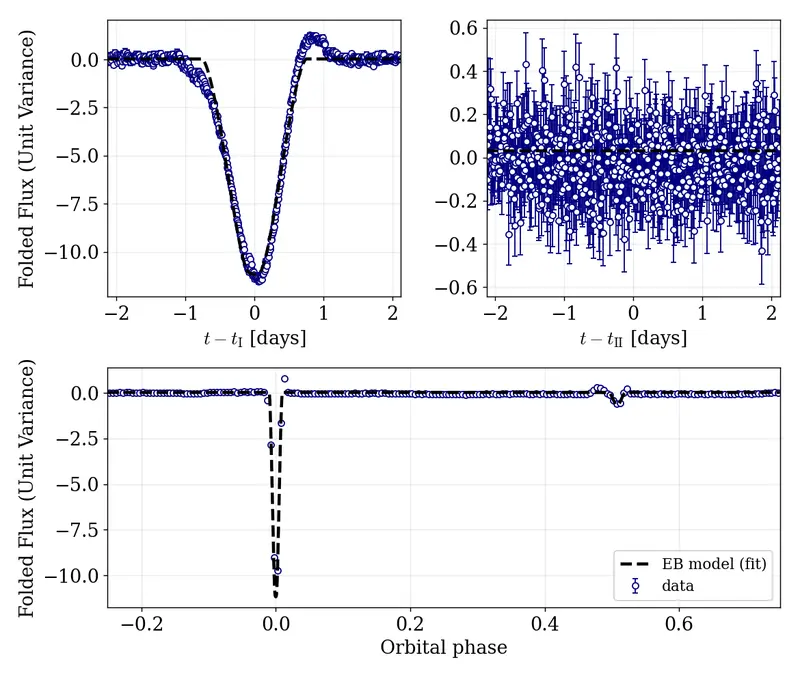 Folded Flux (Unit Variance)
0.0
−2.5
−5.0
−7.5
−10.0
−2 −1 0 1 2
t − tI [days]
0.6
0.4
0.2
0.0
−0.2
−0.4
−0.6
−2 −1 0 1 2
t − tII [days]
Folded Flux (Unit Variance)
0.0
−2.5
−5.0
−7.5
−10.0
EB model (fit)
data
−0.2 0.0 0.2 0.4 0.6
Orbital phase